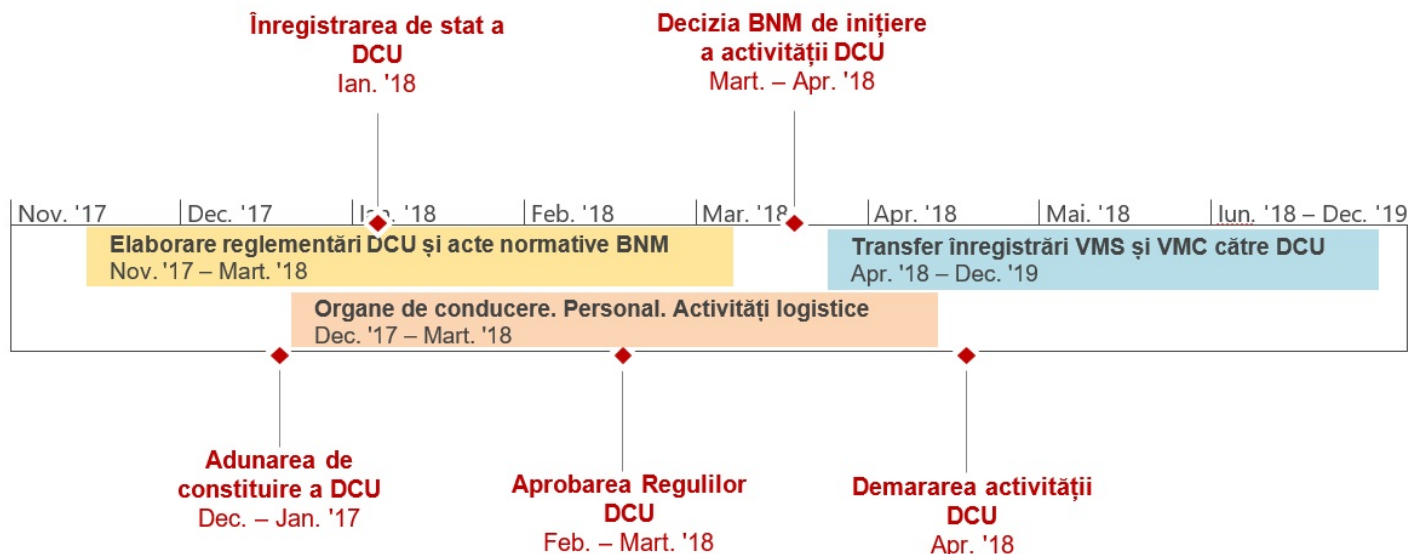 Înregistrarea de stat a
DCU
Ian. '18
Decizia BNM de inițiere
a activității DCU
Mart. – Apr. '18
Nov. '17
Dec. '17
Ian. '18
Feb. '18
Mar. '18
Apr. '18
Mai. '18
Iun. '18 – Dec. '19
Elaborare reglementări DCU și acte normative BNM
Nov. '17 – Mart. '18
Transfer înregistrări VMS și VMC către DCU
Apr. '18 – Dec. '19
Organe de conducere. Personal. Activități logistice
Dec. '17 – Mart. '18
Adunarea de
constituire a DCU
Dec. – Jan. '17
Aprobarea Regulilor
DCU
Feb. – Mart. '18
Demararea activității
DCU
Apr. '18